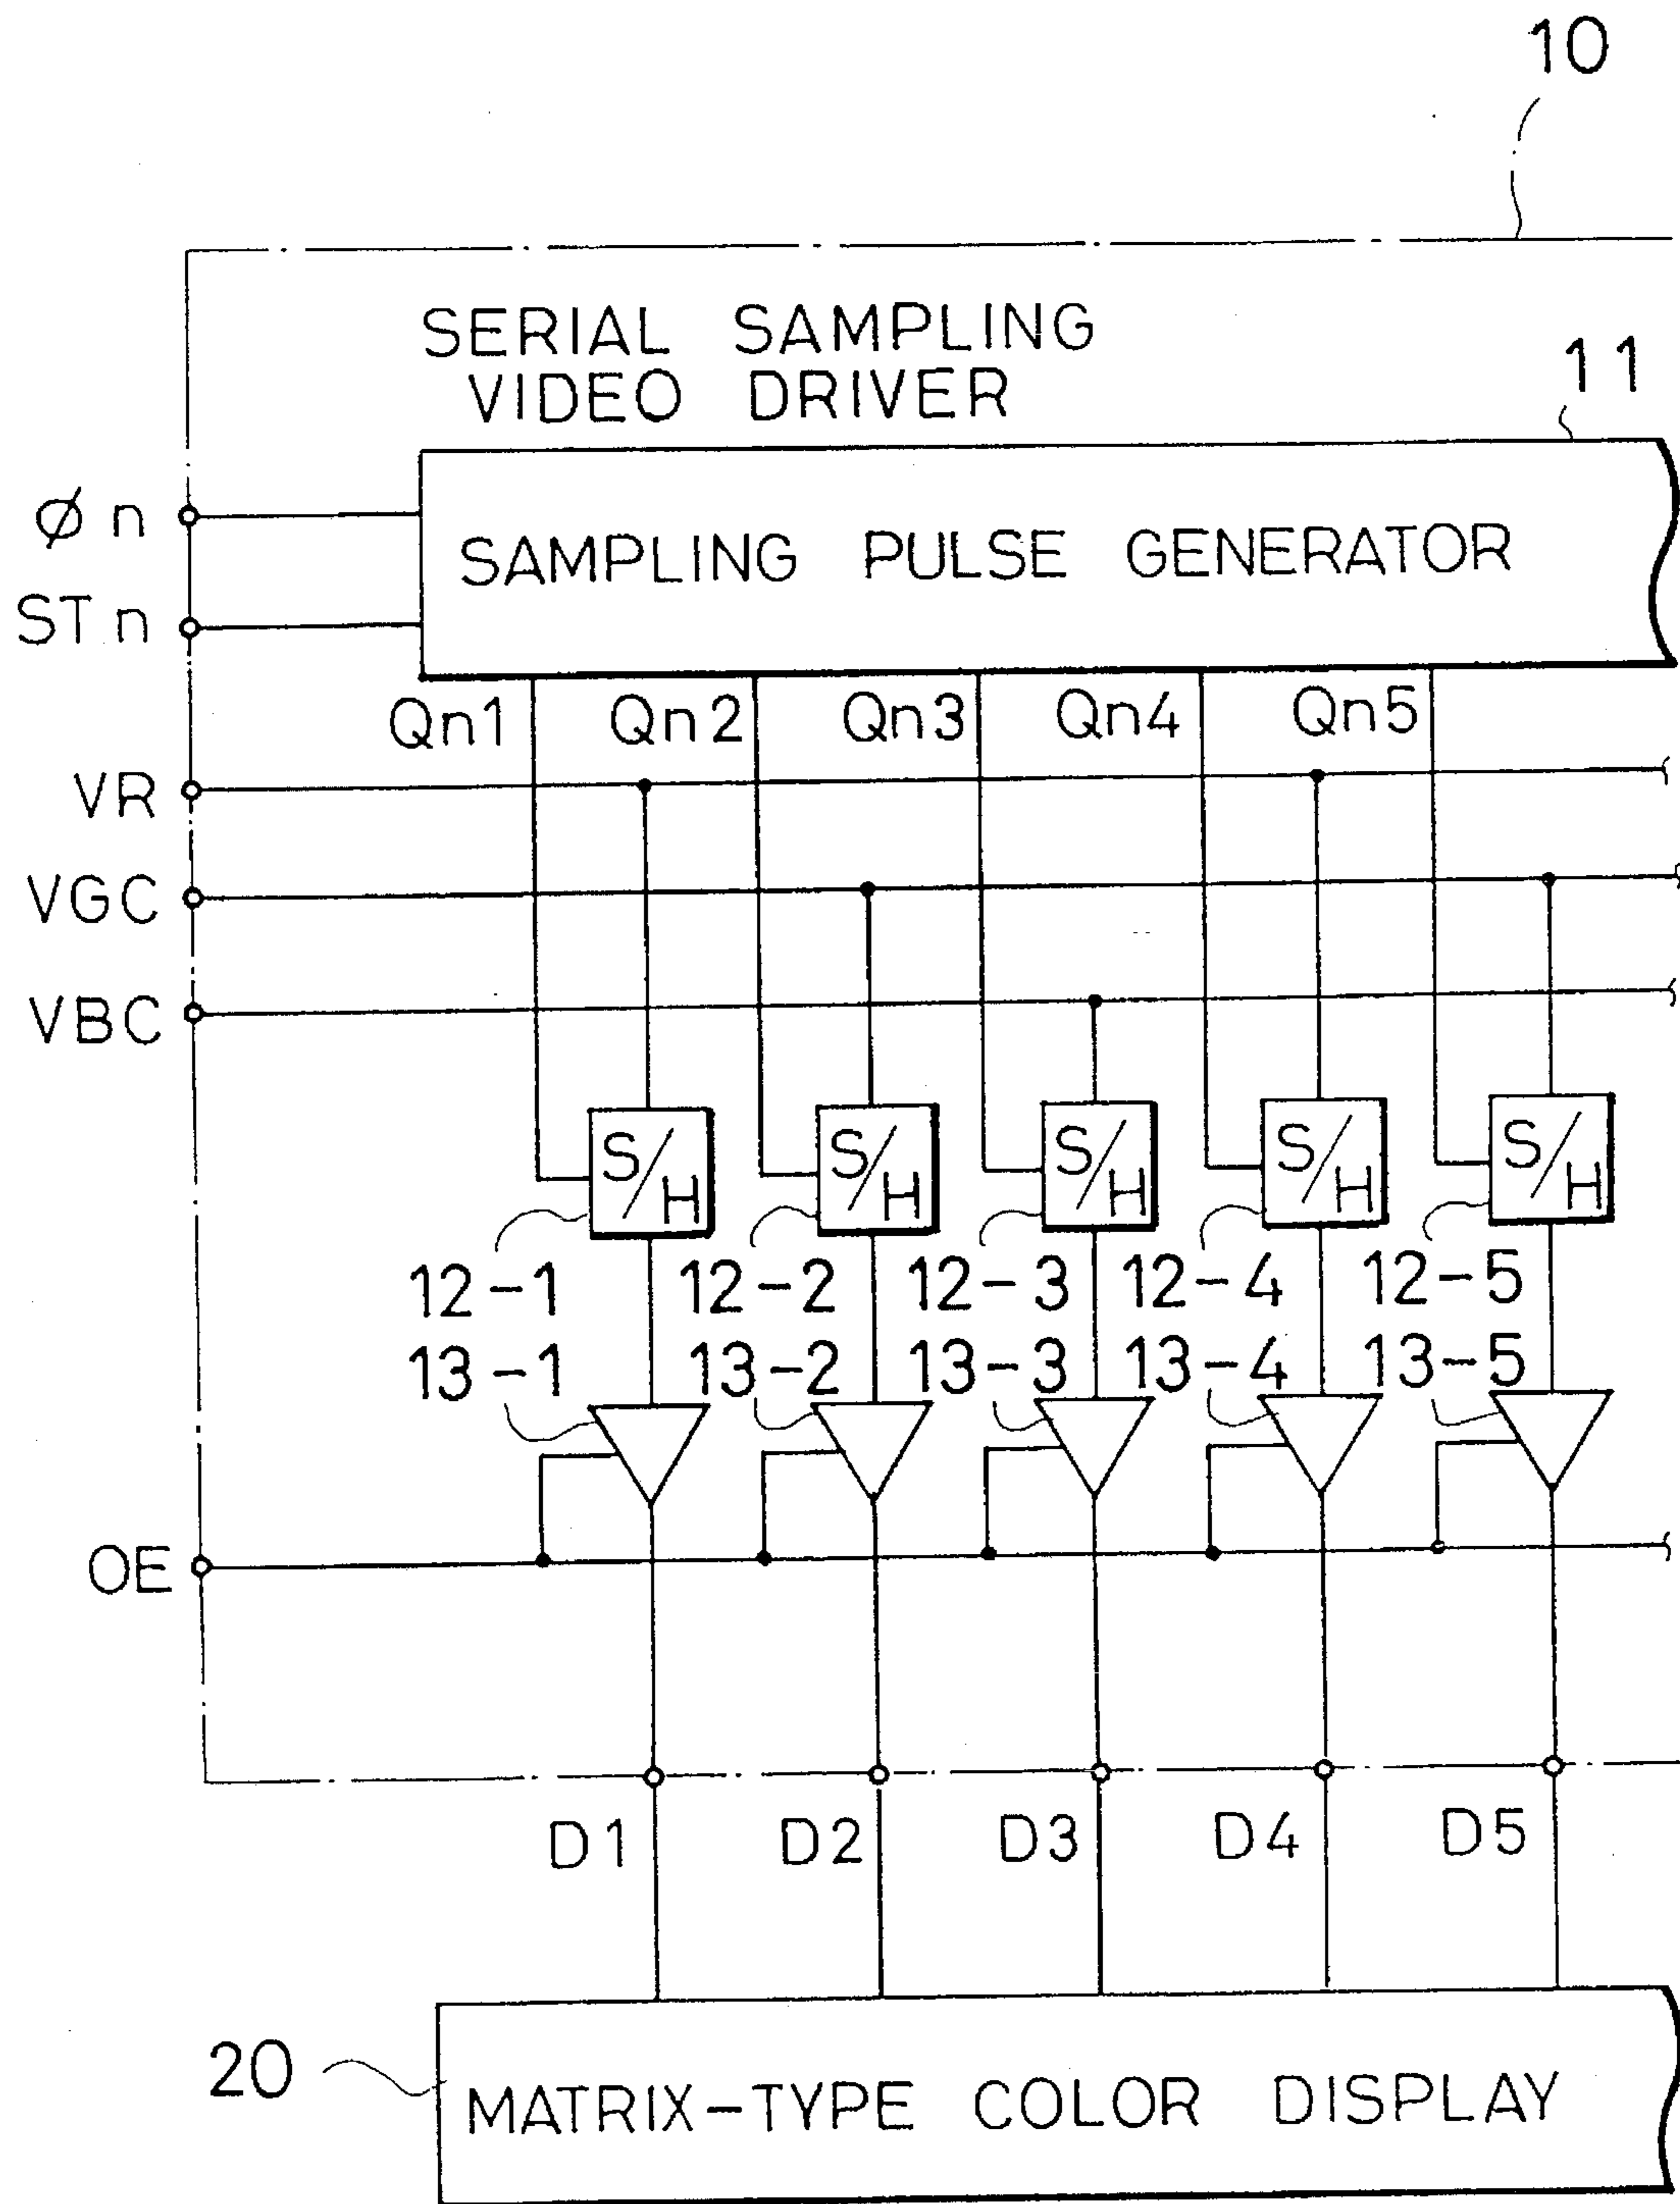 10
SERIAL SAMPLING
VIDEO DRIVER
11
φn
SAMPLING PULSE GENERATOR
STn
Qn1 Qn2 Qn3 Qn4 Qn5
VR
VGC
VBC
S/H S/H S/H S/H S/H
12-1 12-2 12-3 12-4 12-5
13-1 13-2 13-3 13-4 13-5
OE
D1 D2 D3 D4 D5
20
MATRIX-TYPE COLOR DISPLAY